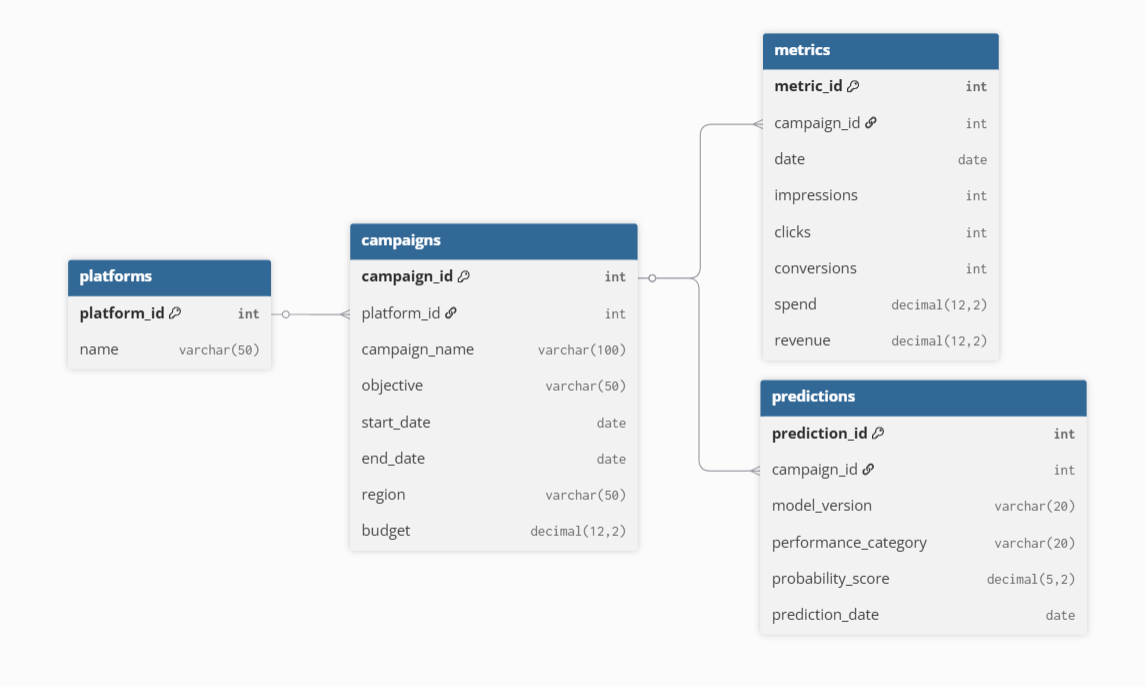 platforms
platform_id int
name varchar(50)
campaigns
campaign_id int
platform_id int
campaign_name varchar(100)
objective varchar(50)
start_date date
end_date date
region varchar(50)
budget decimal(12,2)
metrics
metric_id int
campaign_id int
date date
impressions int
clicks int
conversions int
spend decimal(12,2)
revenue decimal(12,2)
predictions
prediction_id int
campaign_id int
model_version varchar(20)
performance_category varchar(20)
probability_score decimal(5,2)
prediction_date date